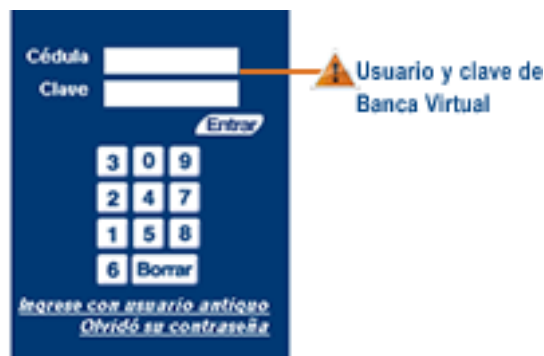 Cédula
Clave
Entrar
3 0 9
2 4 7
1 5 8
6 Borrar
Ingrese con usuario antiguo
Olvidó su contraseña
Usuario y clave de
Banca Virtual